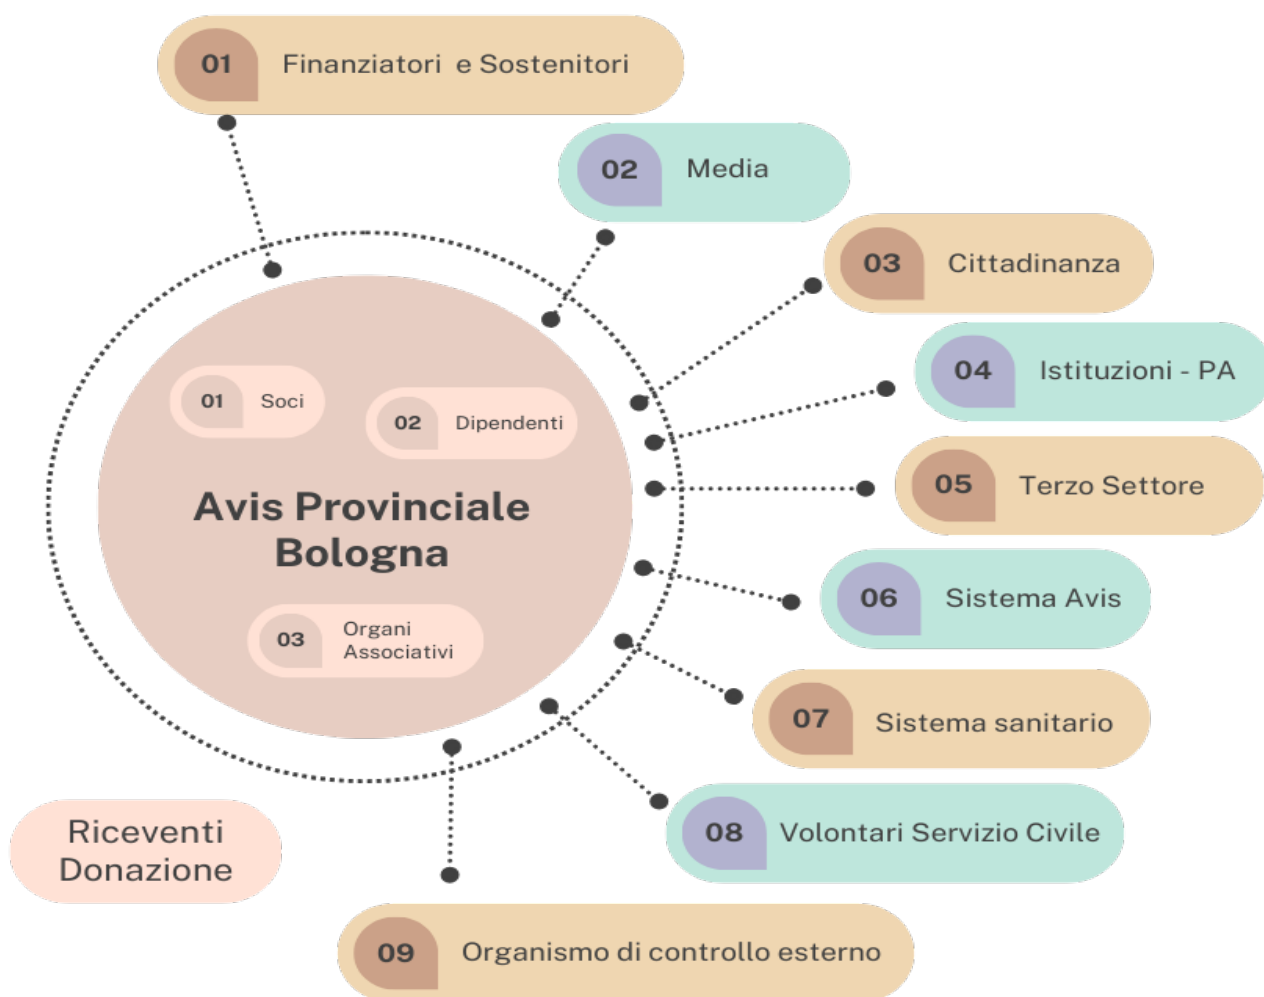 01 Finanziatori e Sostenitori
02 Media
03 Cittadinanza
04 Istituzioni - PA
05 Terzo Settore
06 Sistema Avis
07 Sistema sanitario
08 Volontari Servizio Civile
09 Organismo di controllo esterno
01 Soci
02 Dipendenti
Avis Provinciale
Bologna
03 Organi
Associativi
Riceventi
Donazione